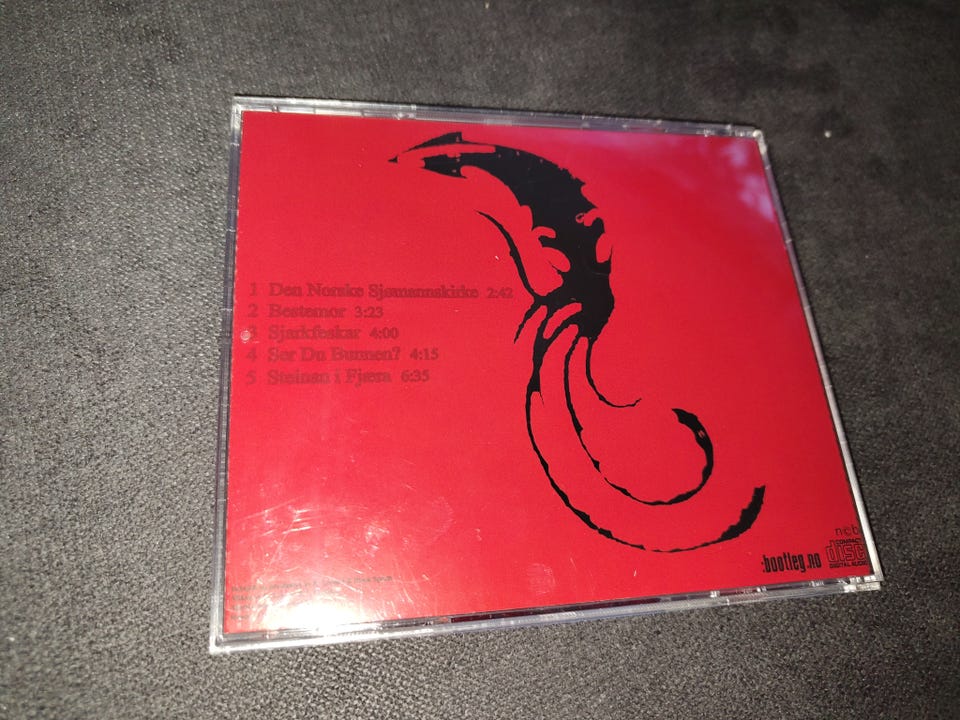 1 Den Norske Sjømannskirke 2:42
2 Bestemor 3:23
3 Sjarkfeskar 4:00
4 Ser Du Bunnen? 4:15
5 Steinan i Fjæra 6:35
ncb
:bootleg.no
COMPACT
disc
DIGITAL AUDIO